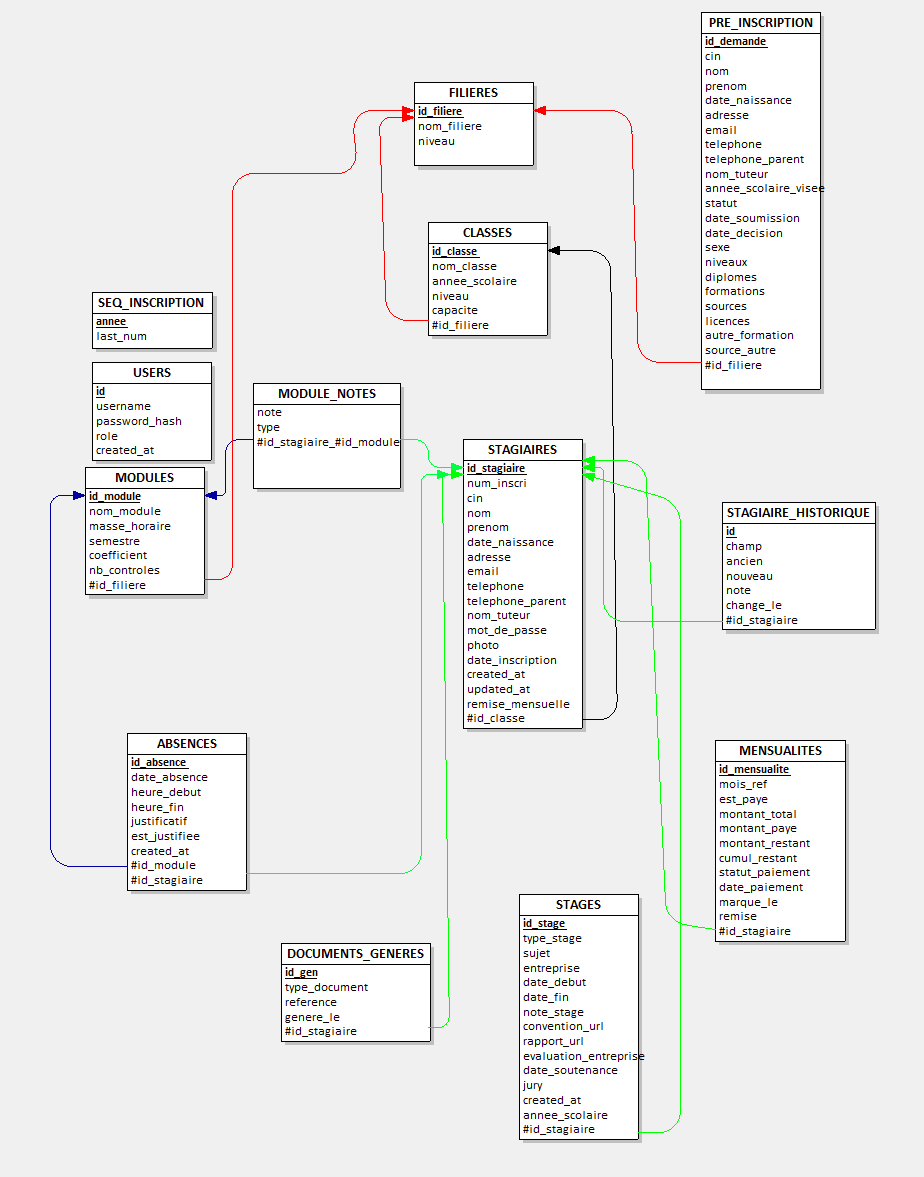 PRE_INSCRIPTION
id_demande
cin
nom
prenom
date_naissance
adresse
email
telephone
telephone_parent
nom_tuteur
annee_scolaire_visee
statut
date_soumission
date_decision
sexe
niveaux
diplomes
formations
sources
licences
autre_formation
source_autre
#id_filiere
FILIERES
id_filiere
nom_filiere
niveau
CLASSES
id_classe
nom_classe
annee_scolaire
niveau
capacite
#id_filiere
SEQ_INSCRIPTION
annee
last_num
USERS
id
username
password_hash
role
created_at
MODULE_NOTES
note
type
#id_stagiaire_#id_module
MODULES
id_module
nom_module
masse_horaire
semestre
coefficient
nb_controles
#id_filiere
STAGIAIRES
id_stagiaire
num_inscri
cin
nom
prenom
date_naissance
adresse
email
telephone
telephone_parent
nom_tuteur
mot_de_passe
photo
date_inscription
created_at
updated_at
remise_mensuelle
#id_classe
STAGIAIRE_HISTORIQUE
id
champ
ancien
nouveau
note
change_le
#id_stagiaire
ABSENCES
id_absence
date_absence
heure_debut
heure_fin
justificatif
est_justifiee
created_at
#id_module
#id_stagiaire
MENSUALITES
id_mensualite
mois_ref
est_paye
montant_total
montant_paye
montant_restant
cumul_restant
statut_paiement
date_paiement
marque_le
remise
#id_stagiaire
DOCUMENTS_GENERES
id_gen
type_document
reference
genere_le
#id_stagiaire
STAGES
id_stage
type_stage
sujet
entreprise
date_debut
date_fin
note_stage
convention_url
rapport_url
evaluation_entreprise
date_soutenance
jury
created_at
annee_scolaire
#id_stagiaire